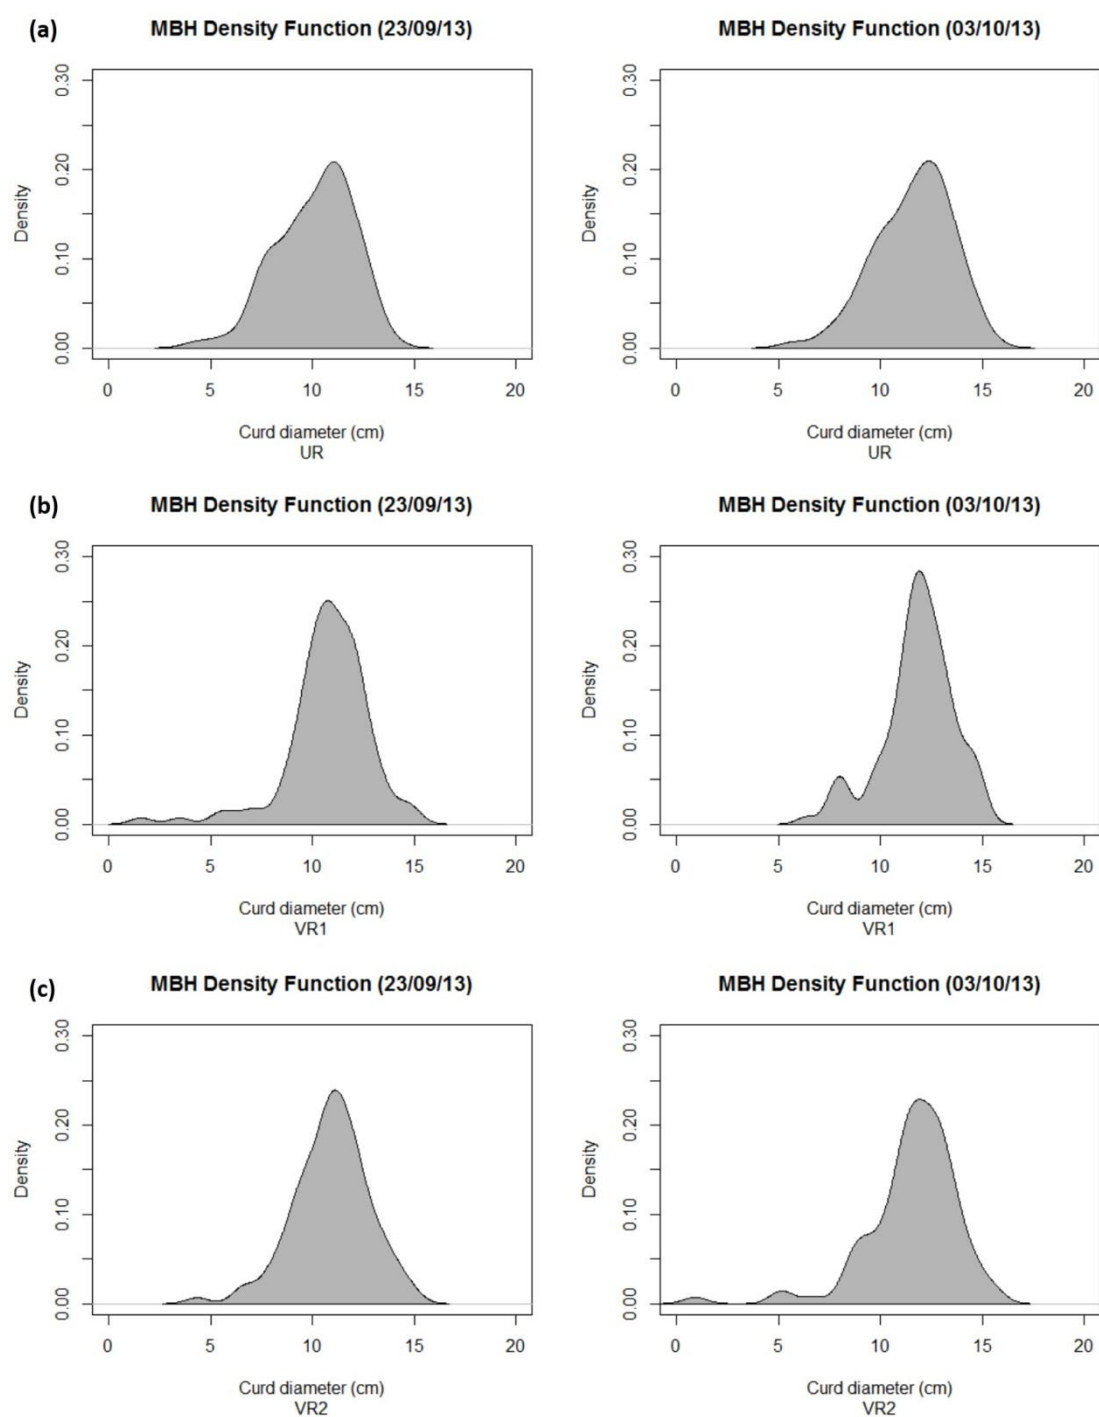 (a)
MBH Density Function (23/09/13)
MBH Density Function (03/10/13)
0.30
0.20
0.10
0.00
Density
0 5 10 15 20
Curd diameter (cm)
UR
0.30
0.20
0.10
0.00
Density
0 5 10 15 20
Curd diameter (cm)
UR
(b)
MBH Density Function (23/09/13)
MBH Density Function (03/10/13)
0.30
0.20
0.10
0.00
Density
0 5 10 15 20
Curd diameter (cm)
VR1
0.30
0.20
0.10
0.00
Density
0 5 10 15 20
Curd diameter (cm)
VR1
(c)
MBH Density Function (23/09/13)
MBH Density Function (03/10/13)
0.30
0.20
0.10
0.00
Density
0 5 10 15 20
Curd diameter (cm)
VR2
0.30
0.20
0.10
0.00
Density
0 5 10 15 20
Curd diameter (cm)
VR2